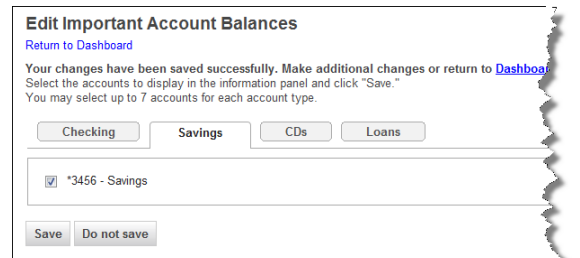 Edit Important Account Balances
Return to Dashboard
Your changes have been saved successfully. Make additional changes or return to Dashboa
Select the accounts to display in the information panel and click "Save."
You may select up to 7 accounts for each account type.
Checking Savings CDs Loans
*3456 - Savings
Save Do not save